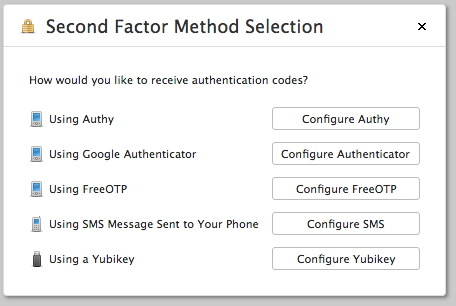 Second Factor Method Selection
How would you like to receive authentication codes?
Using Authy Configure Authy
Using Google Authenticator Configure Authenticator
Using FreeOTP Configure FreeOTP
Using SMS Message Sent to Your Phone Configure SMS
Using a Yubikey Configure Yubikey